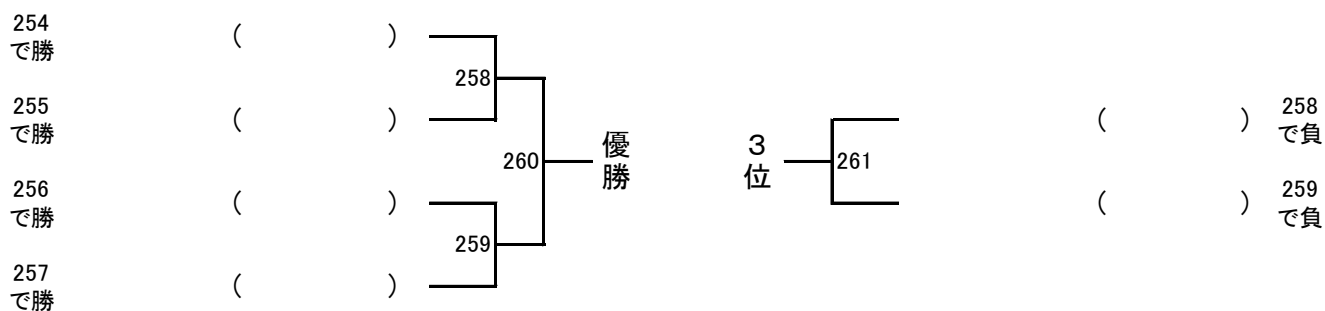 254
で勝
（　　　）
258
255
で勝
（　　　）
260
優勝
256
で勝
（　　　）
259
257
で勝
（　　　）
３位
261
（　　　）
258
で負
（　　　）
259
で負